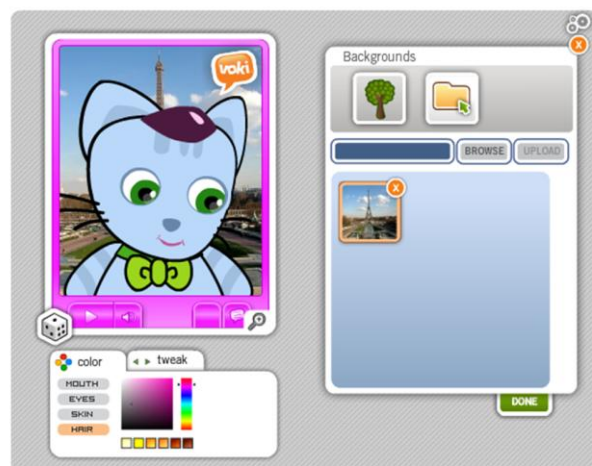 voki
Backgrounds
BROWSE
UPLOAD
color
tweak
MOUTH
EYES
SKIN
HAIR
DONE